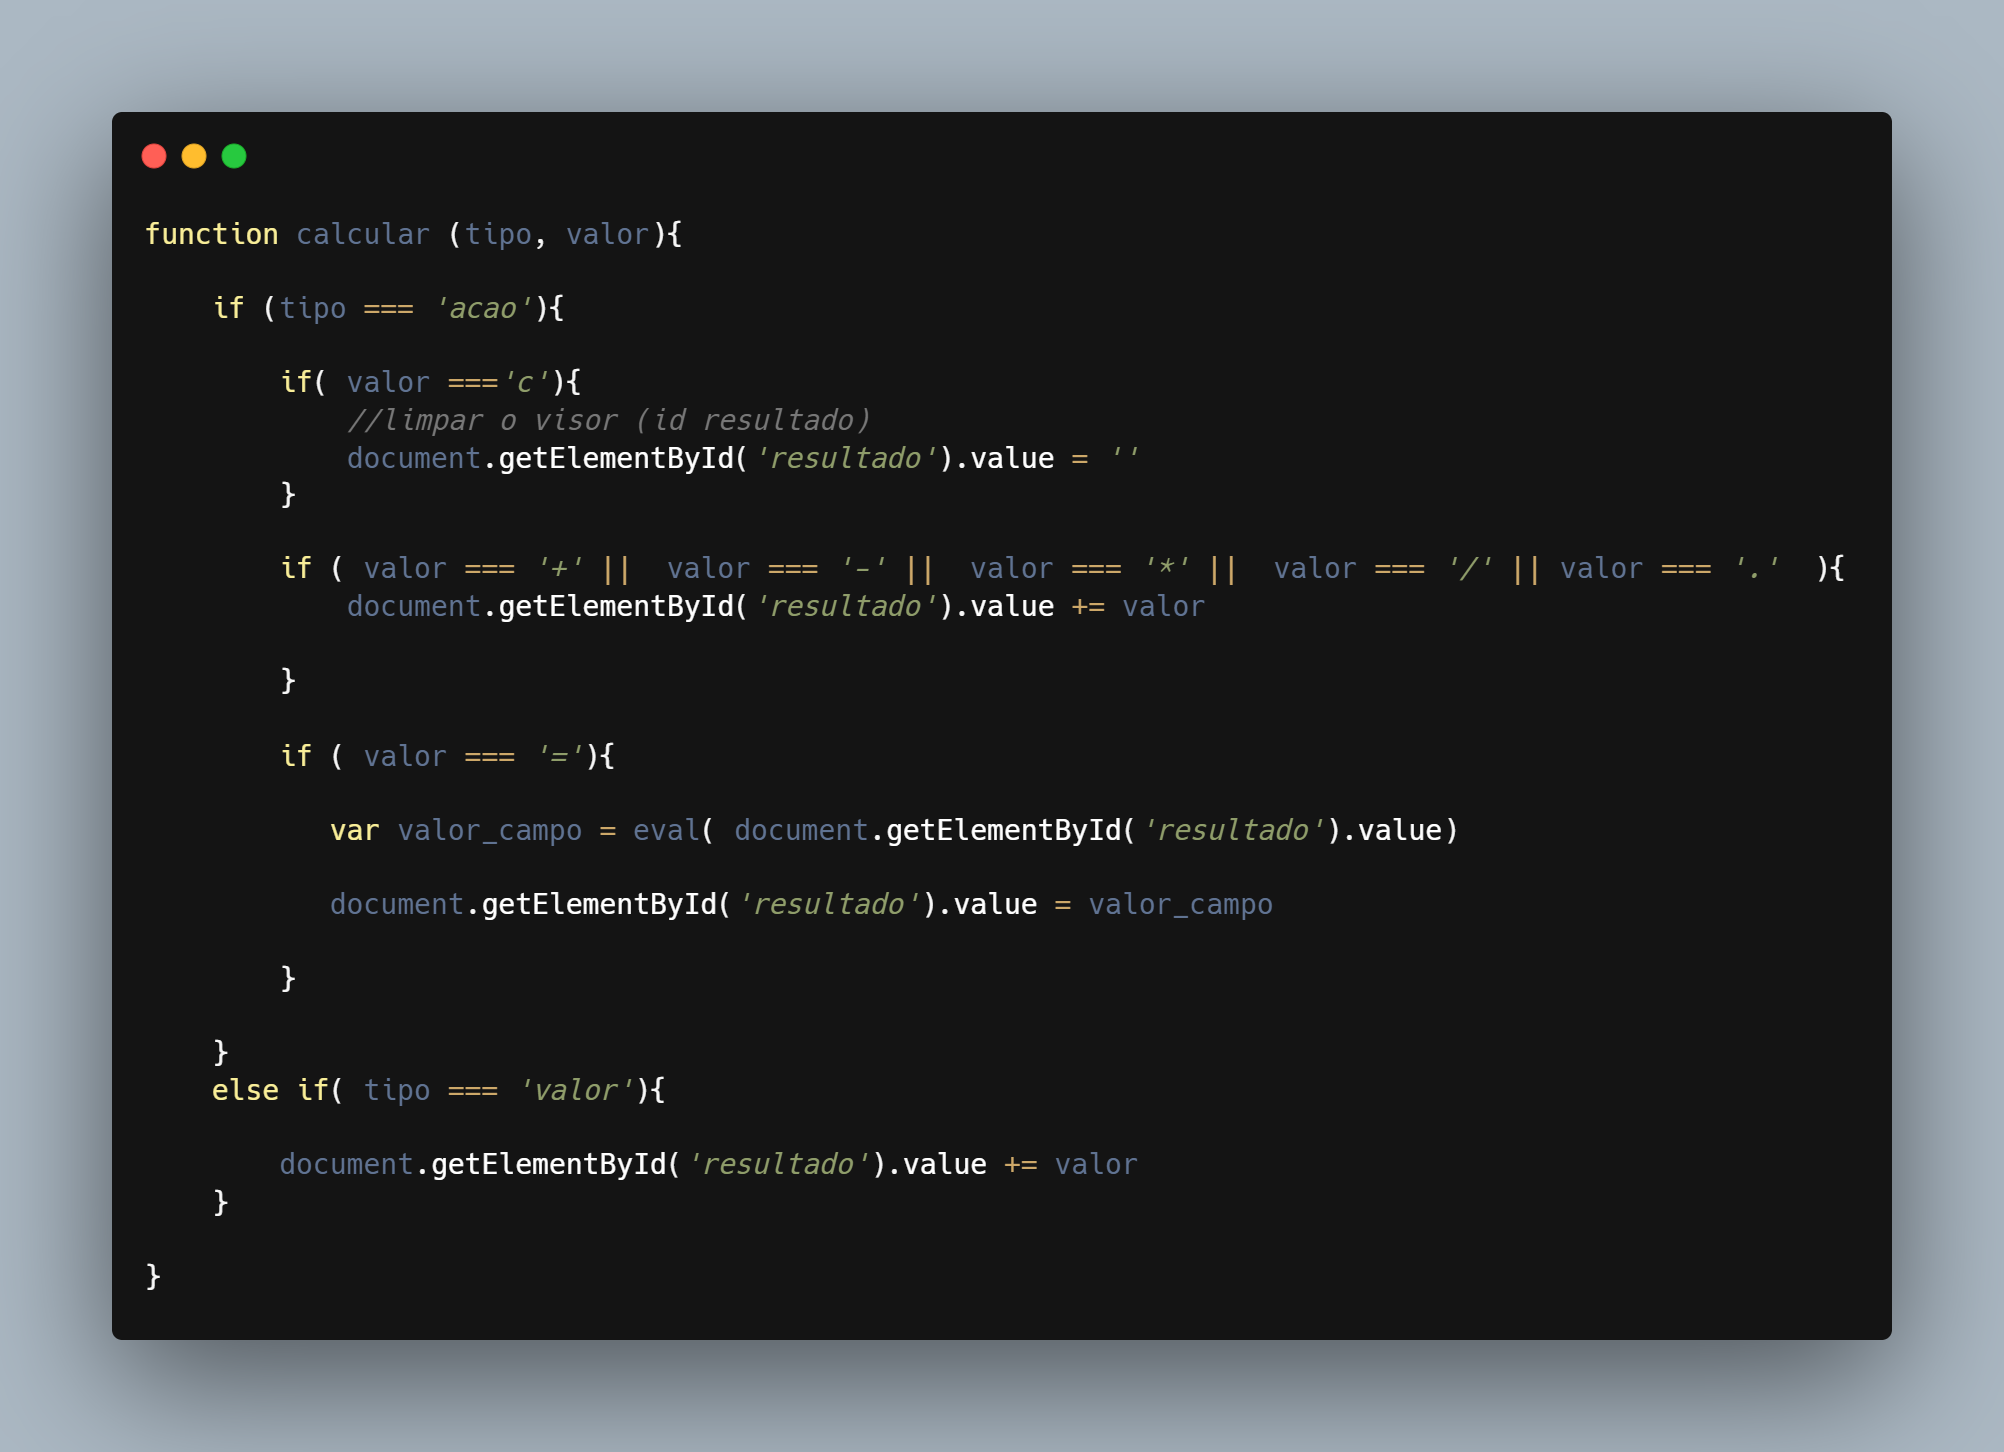 function calcular (tipo, valor){
    if (tipo === 'acao'){
        if( valor ==='c'){
            //limpar o visor (id resultado)
            document.getElementById('resultado').value = ''
        }
        if ( valor === '+' ||  valor === '-' ||  valor === '*' ||  valor === '/' || valor === '.'  ){
            document.getElementById('resultado').value += valor
        }
        if ( valor === '='){
           var valor_campo = eval( document.getElementById('resultado').value)
           document.getElementById('resultado').value = valor_campo
        }
    }
    else if( tipo === 'valor'){
        document.getElementById('resultado').value += valor
    }
}